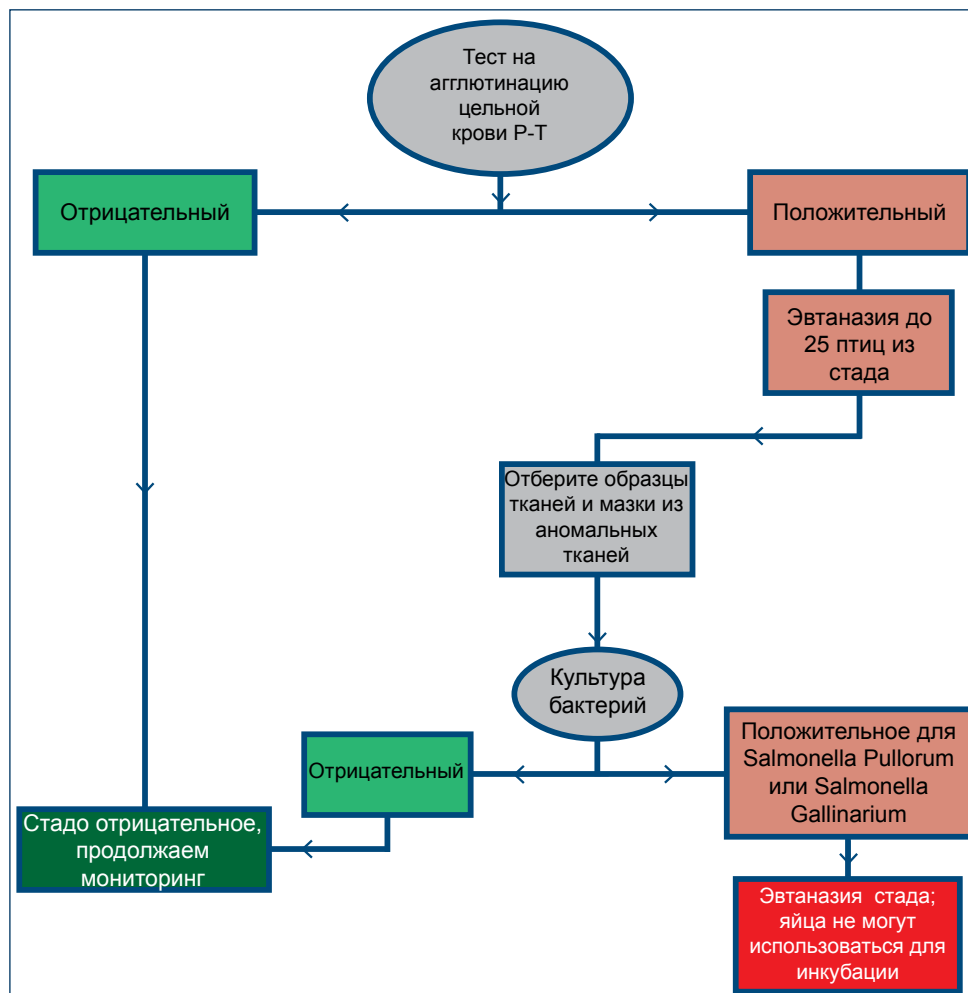 Тест на
агглютинацию
цельной
крови P-T
Отрицательный
Положительный
Эвтаназия до
25 птиц из
стада
Отберите образцы
тканей и мазки из
аномальных
тканей
Культура
бактерий
Отрицательный
Положительное для
Salmonella Pullorum
или Salmonella
Gallinarium
Стадо отрицательное,
продолжаем
мониторинг
Эвтаназия стада;
яйца не могут
использоваться для
инкубации